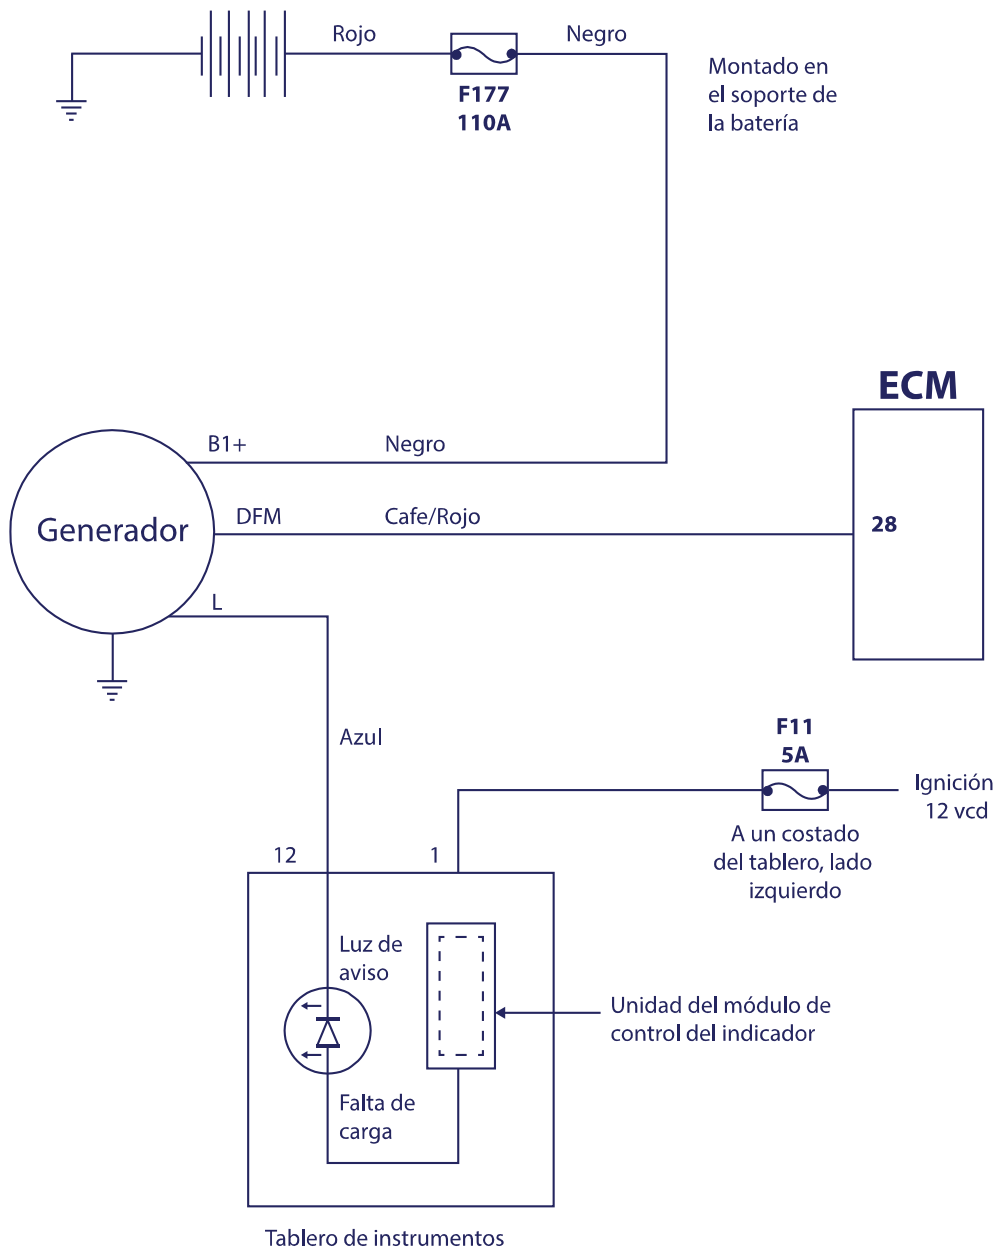 Rojo
Negro
F177
110A
Montado en
el soporte de
la batería
ECM
B1+
Negro
Generador
DFM
Cafe/Rojo
28
L
Azul
F11
5A
Ignición
12 vcd
A un costado
del tablero, lado
izquierdo
12
1
Luz de
aviso
Unidad del módulo de
control del indicador
Falta de
carga
Tablero de instrumentos